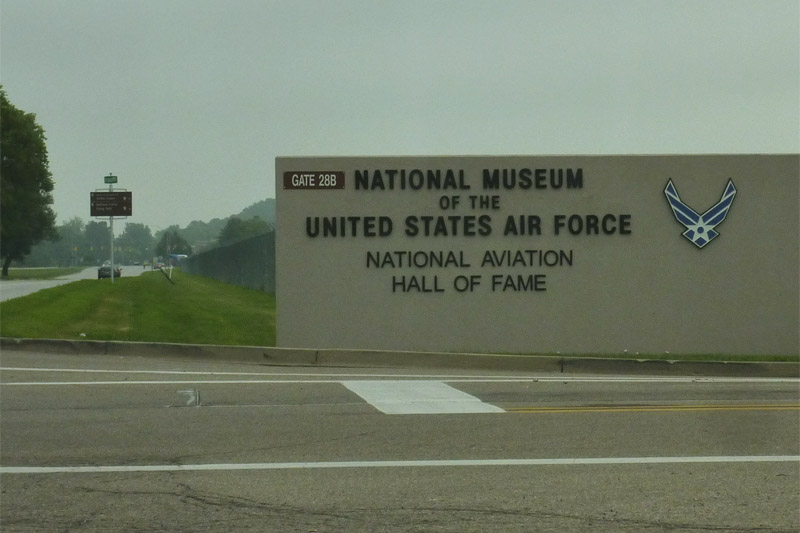 GATE 28B
NATIONAL MUSEUM
OF THE
UNITED STATES AIR FORCE
NATIONAL AVIATION
HALL OF FAME